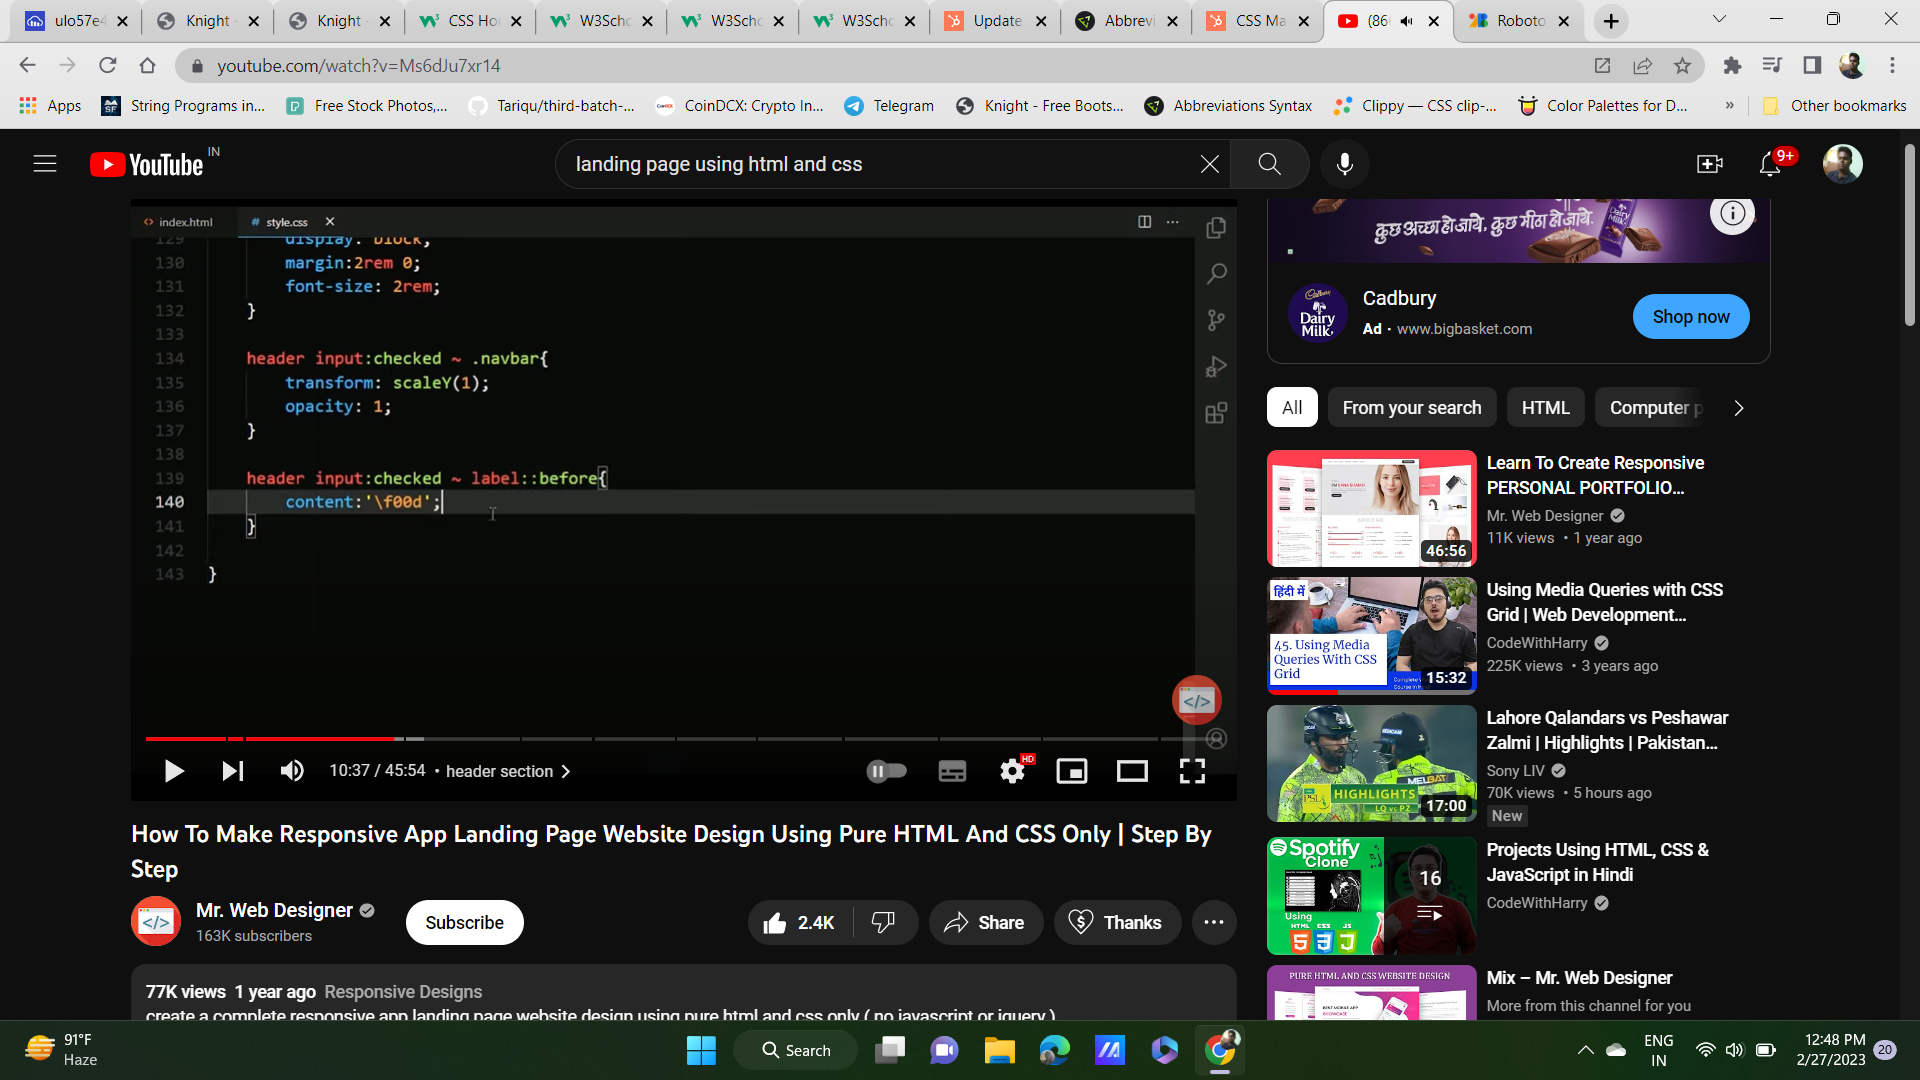 ulo57e4
Knight -
Knight -
CSS Ho
W3Scho
W3Scho
W3Scho
Update
Abbrevi
CSS Ma
(86
Roboto
youtube.com/watch?v=Ms6dJu7xr14
Apps
String Programs in...
Free Stock Photos,...
Tariqu/third-batch-...
CoinDCX: Crypto In...
Telegram
Knight - Free Boots...
Abbreviations Syntax
Clippy — CSS clip-...
Color Palettes for D...
»
Other bookmarks
YouTube IN
landing page using html and css
9+
index.html
# style.css
129 display: block;
130 margin:2rem 0;
131 font-size: 2rem;
132 }
133
134 header input:checked ~ .navbar{
135 transform: scaleY(1);
136 opacity: 1;
137 }
138
139 header input:checked ~ label::before{
140 content:'\f00d';
141 }
142
143 }
10:37 / 45:54 • header section
HD
How To Make Responsive App Landing Page Website Design Using Pure HTML And CSS Only | Step By
Step
Mr. Web Designer
163K subscribers
Subscribe
2.4K
Share
Thanks
77K views 1 year ago Responsive Designs
create a complete responsive app landing page website design using pure html and css only ( no javascript or jquery )
कुछ अच्छा हो जाये, कुछ मीठा हो जाये.
Cadbury
Dairy
Milk
Cadbury
Ad · www.bigbasket.com
Shop now
All
From your search
HTML
Computer p
46:56
Learn To Create Responsive
PERSONAL PORTFOLIO...
Mr. Web Designer
11K views • 1 year ago
हिंदी में
45. Using Media
Queries With CSS
Grid
15:32
Using Media Queries with CSS
Grid | Web Development...
CodeWithHarry
225K views • 3 years ago
HIGHLIGHTS
LQ vs PZ
17:00
Lahore Qalandars vs Peshawar
Zalmi | Highlights | Pakistan...
Sony LIV
70K views • 5 hours ago
New
Spotify
Clone
Using
HTML CSS JS
16
Projects Using HTML, CSS &
JavaScript in Hindi
CodeWithHarry
PURE HTML AND CSS WEBSITE DESIGN
Mix – Mr. Web Designer
More from this channel for you
91°F
Haze
Search
ENG
IN
12:48 PM
2/27/2023
20